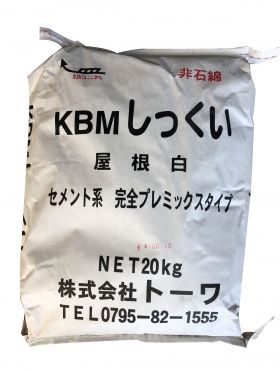 非石綿
KBMしっくい
屋根白
セメント系 完全プレミックスタイプ
NET20kg
株式会社トーワ
TEL0795-82-1555